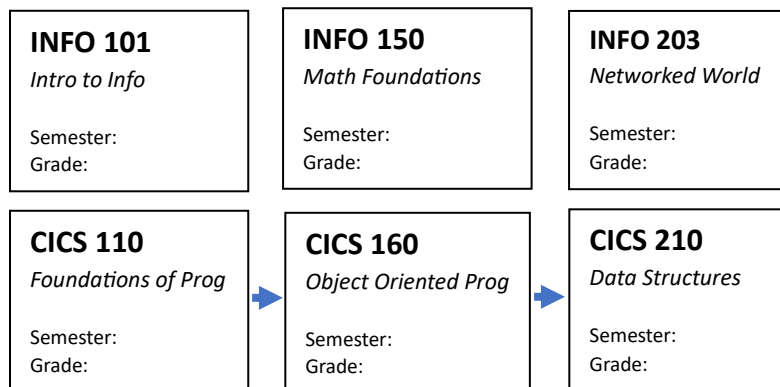 INFO 101
Intro to Info
Semester:
Grade:
INFO 150
Math Foundations
Semester:
Grade:
INFO 203
Networked World
Semester:
Grade:
CICS 110
Foundations of Prog
Semester:
Grade:
CICS 160
Object Oriented Prog
Semester:
Grade:
CICS 210
Data Structures
Semester:
Grade: